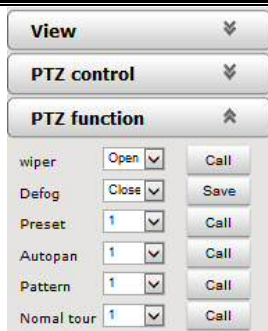 View
PTZ control
PTZ function
wiper Open Call
Defog Close Save
Preset 1 Call
Autopan 1 Call
Pattern 1 Call
Nomal tour 1 Call